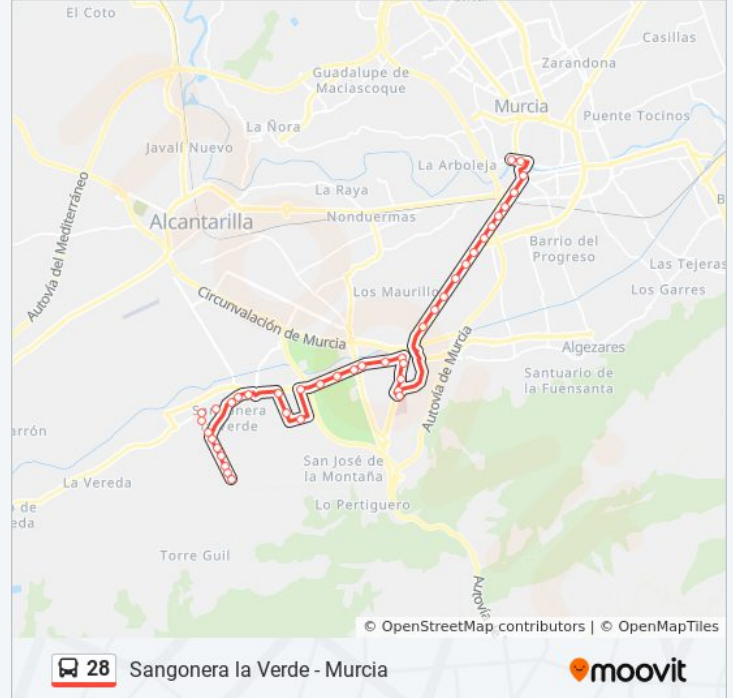 El Coto
Casillas
Zarandona
Guadalupe de
Maciascoque
Murcia
Puente Tocinos
La Ñora
Javalí Nuevo
La Arboleja
La Raya
Alcantarilla
Nonduermas
Autovía del Mediterráneo
Barrio del
Progreso
Las Tejeras
Los Garres
Los Maurillo
Circunvalación de Murcia
Autovía de Murcia
Algezares
Santuario de
la Fuensanta
arrón
La Vereda
San José de
la Montaña
Lo Pertiguero
Torre Guil
© OpenStreetMap contributors | © OpenMapTiles
28 Sangonera la Verde - Murcia
moovit